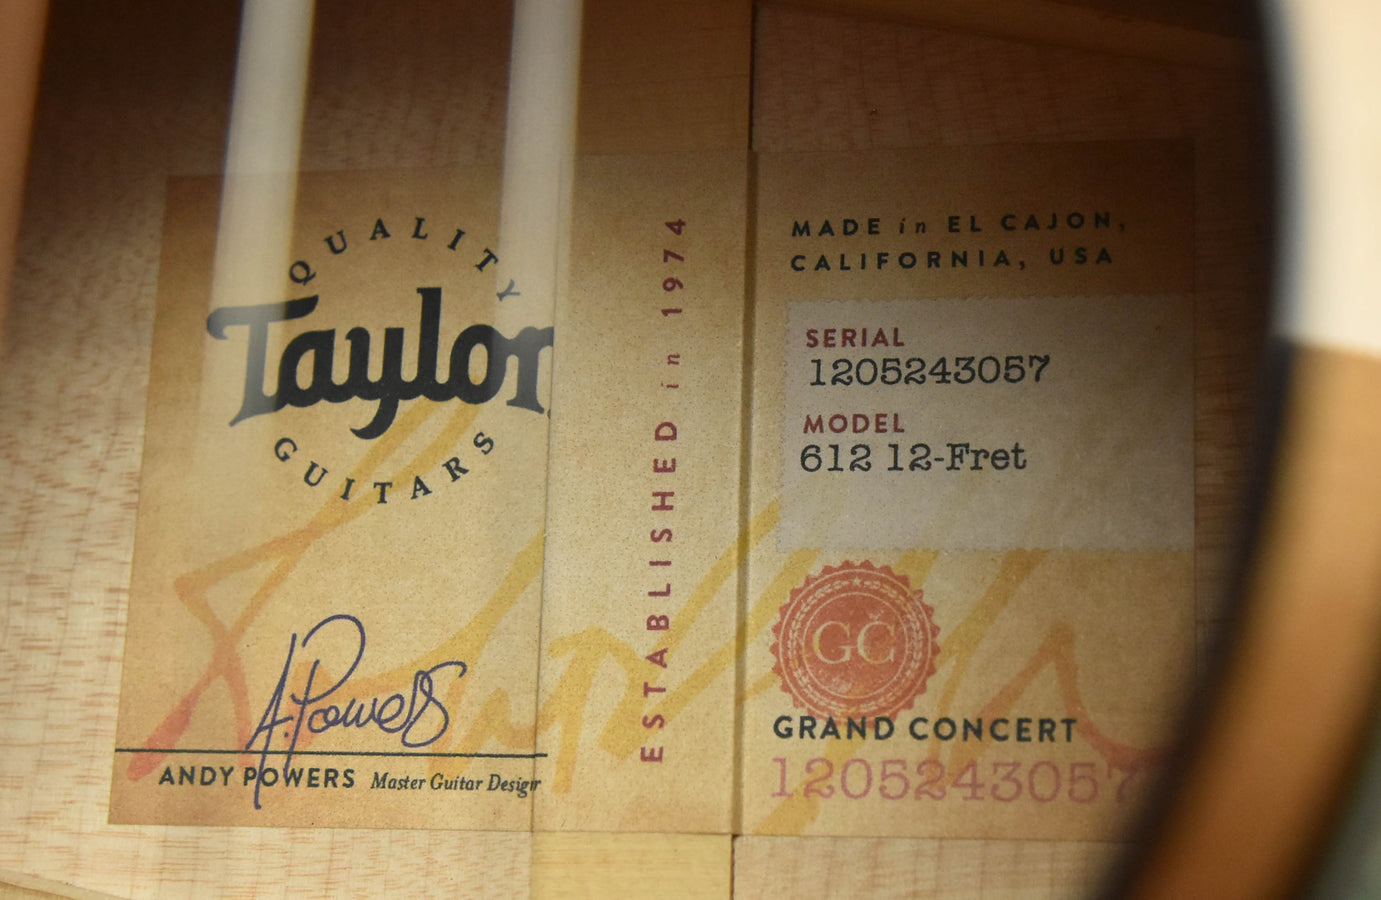 QUALITY
Taylor
GUITARS
A. Powers
ANDY POWERS Master Guitar Design
ESTABLISHED in 1974
MADE in EL CAJON,
CALIFORNIA, USA
SERIAL
1205243057
MODEL
612 12-Fret
GC
GRAND CONCERT
1205243057